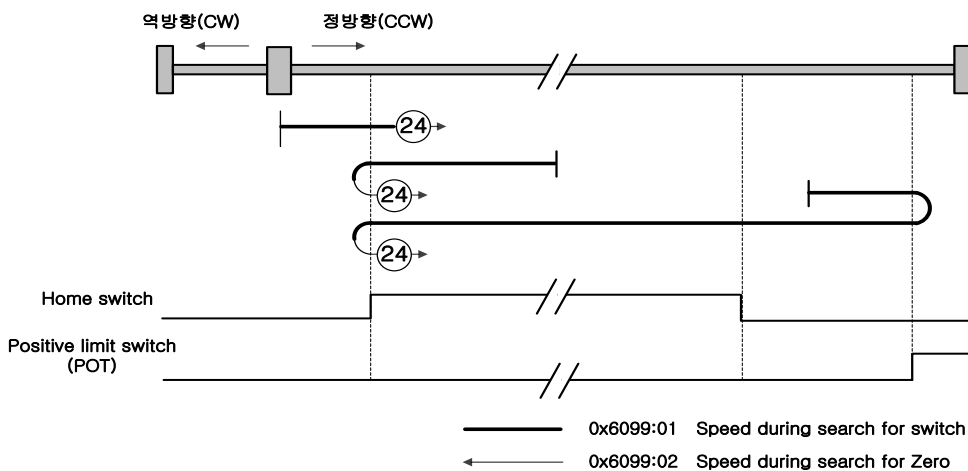 역방향(CW)
정방향(CCW)
24
24
24
Home switch
Positive limit switch
(POT)
0x6099:01 Speed during search for switch
0x6099:02 Speed during search for Zero